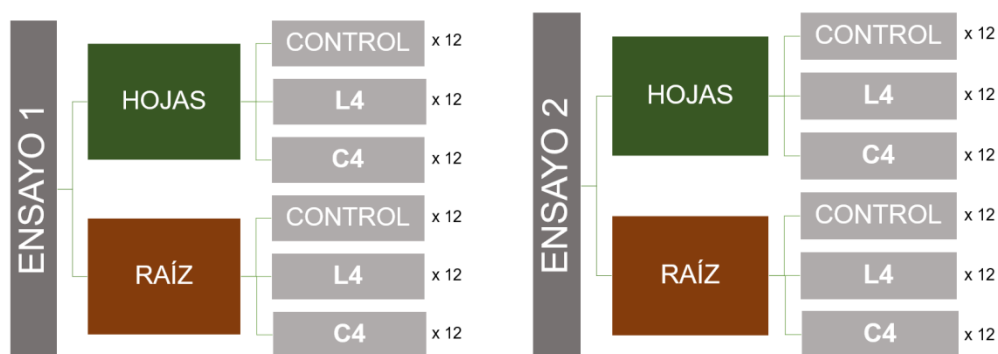 ENSAYO 1
HOJAS
CONTROL x 12
L4 x 12
C4 x 12
RAÍZ
CONTROL x 12
L4 x 12
C4 x 12
ENSAYO 2
HOJAS
CONTROL x 12
L4 x 12
C4 x 12
RAÍZ
CONTROL x 12
L4 x 12
C4 x 12